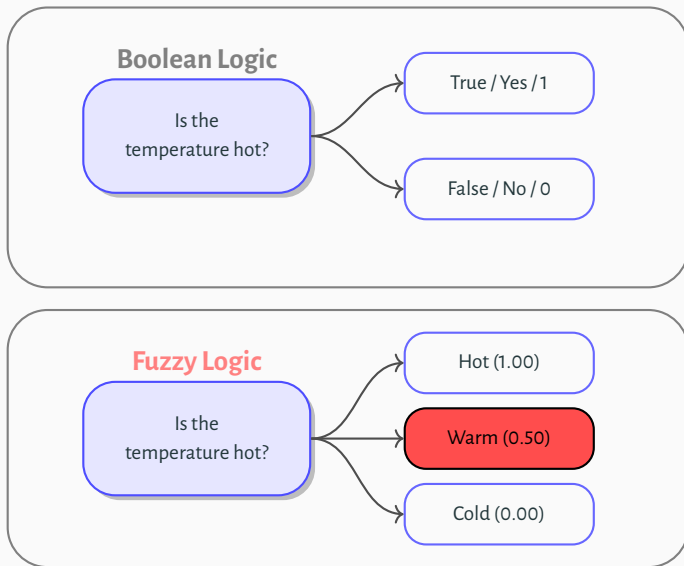 Boolean Logic
Is the
temperature hot?
True / Yes / 1
False / No / 0
Fuzzy Logic
Is the
temperature hot?
Hot (1.00)
Warm (0.50)
Cold (0.00)